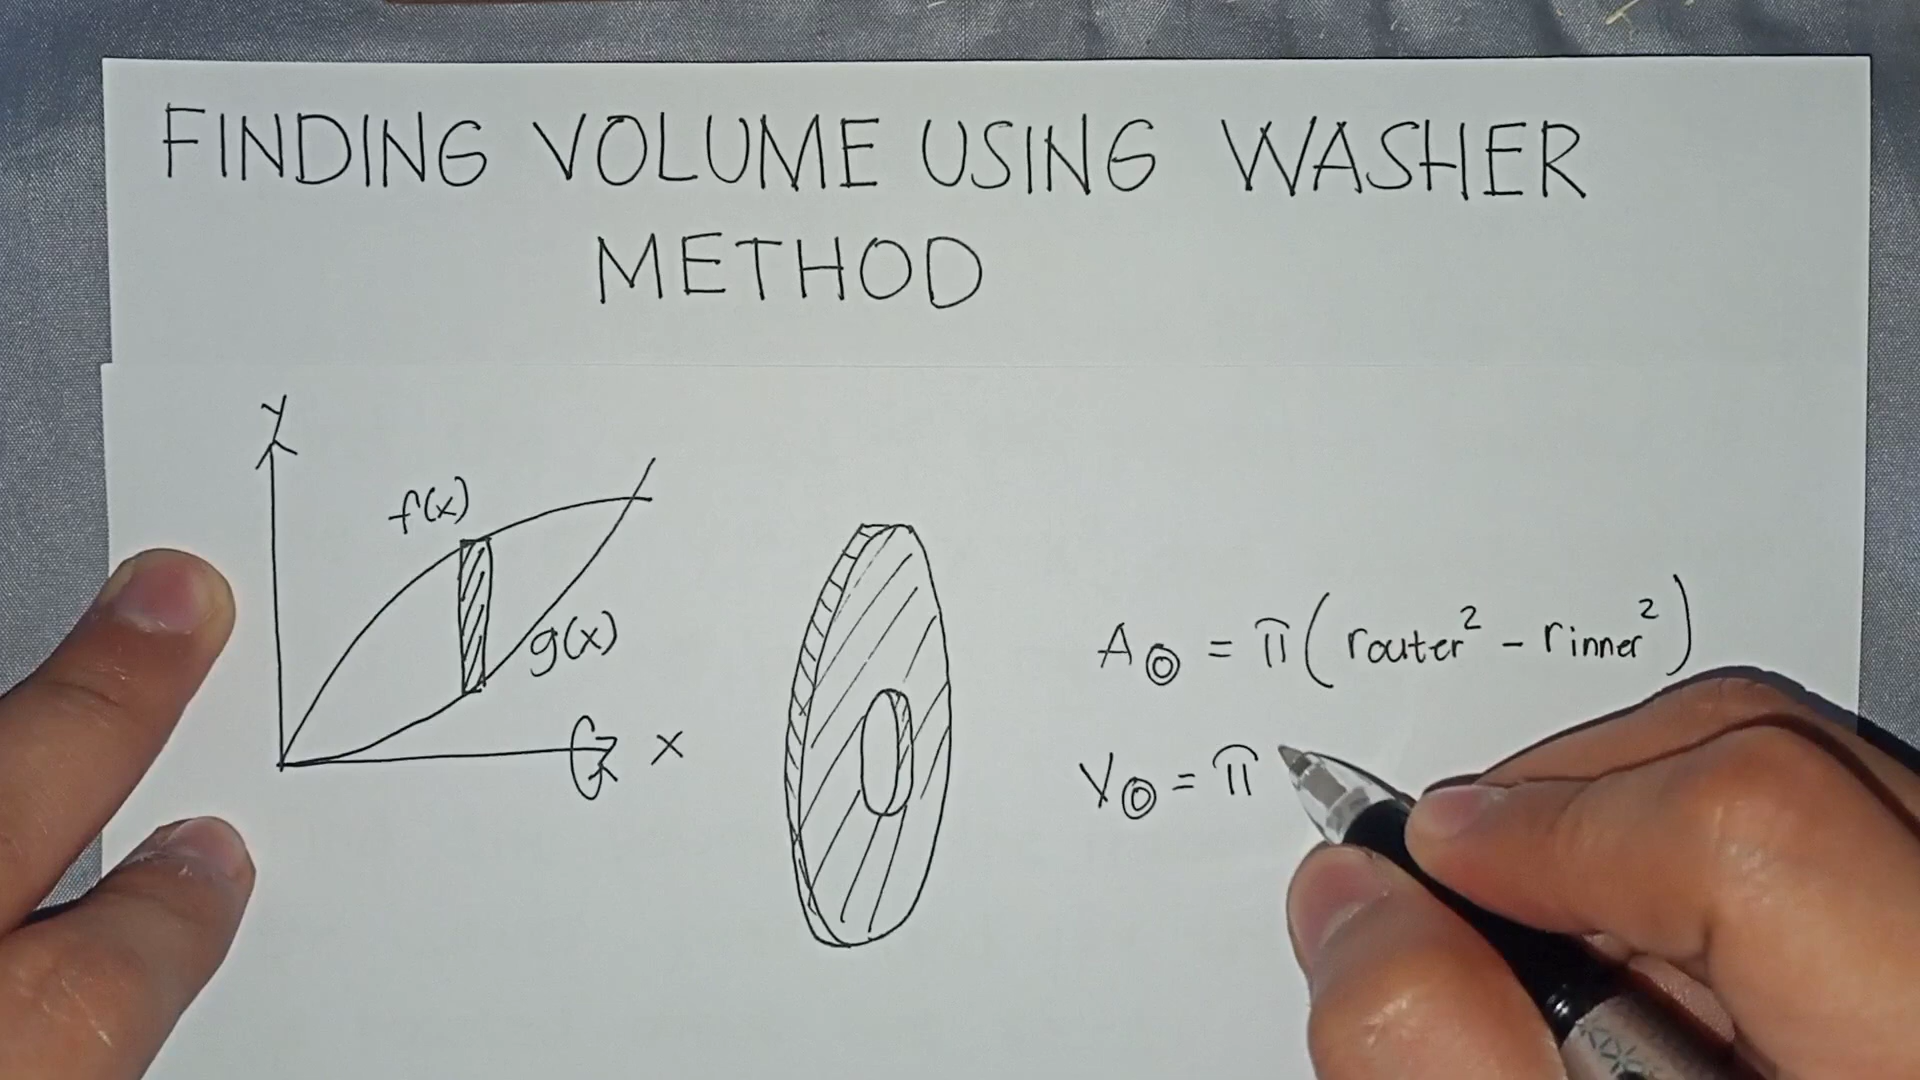 FINDING VOLUME USING WASHER
METHOD
y
f(x)
g(x)
x
A◎ = π(router² - rinner²)
V◎ = π